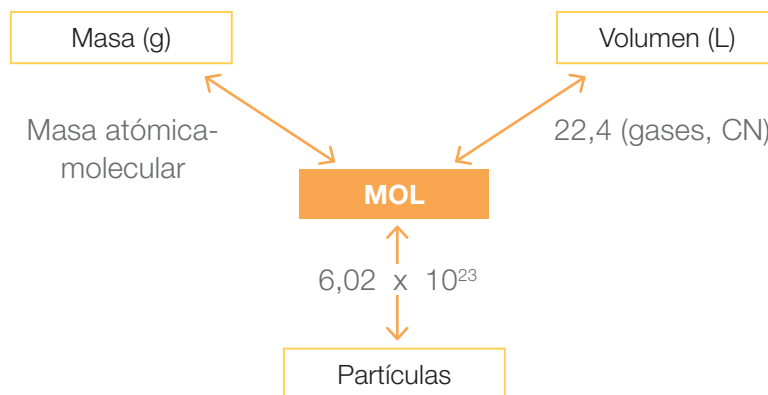 Masa (g)
Volumen (L)
Masa atómica-
molecular
22,4 (gases, CN)
MOL
6,02 x 10²³
Partículas